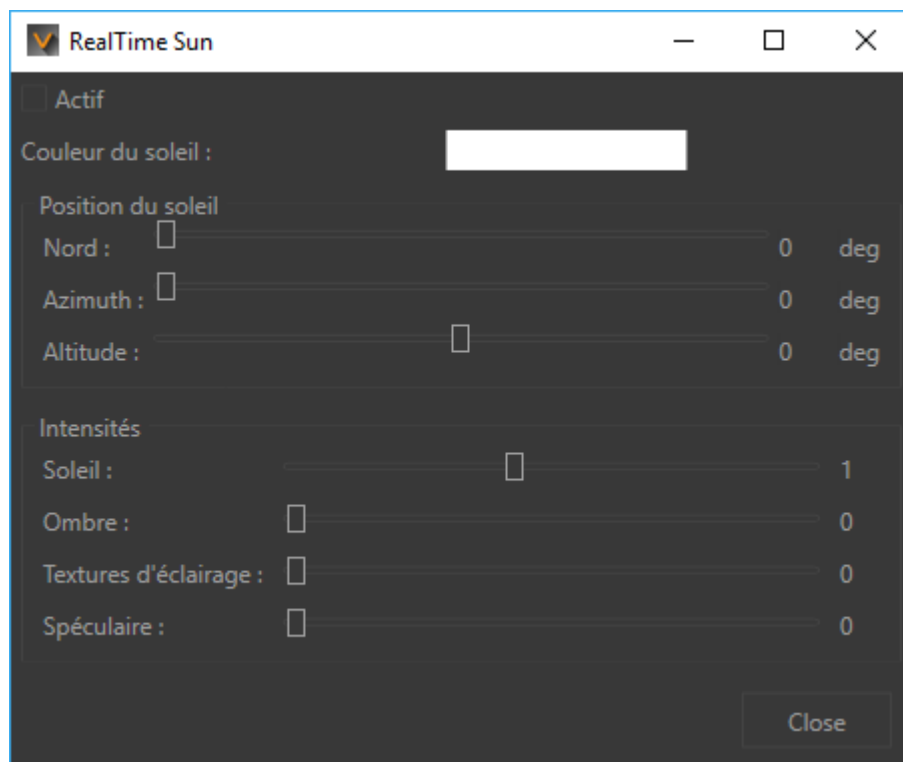 RealTime Sun
Actif
Couleur du soleil :
Position du soleil
Nord : 0 deg
Azimuth : 0 deg
Altitude : 0 deg
Intensités
Soleil : 1
Ombre : 0
Textures d'éclairage : 0
Spéculaire : 0
Close